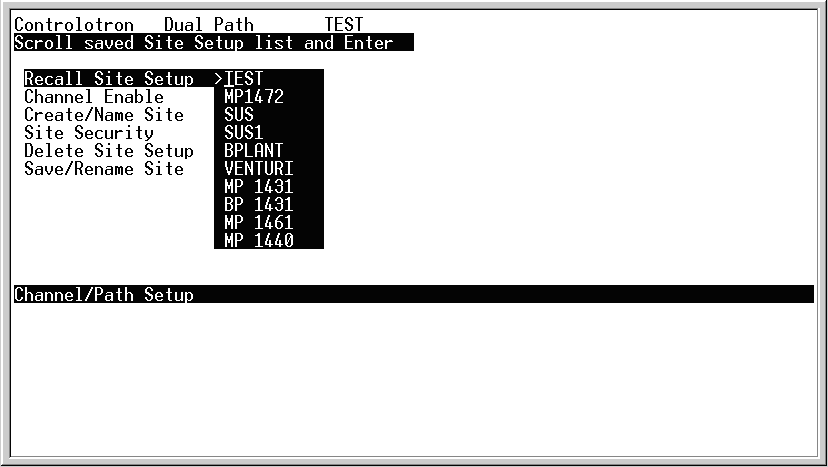 Controlotron   Dual Path       TEST
Scroll saved Site Setup list and Enter
Recall Site Setup  >TEST
Channel Enable      MP1472
Create/Name Site    SUS
Site Security       SUS1
Delete Site Setup   BPLANT
Save/Rename Site    VENTURI
MP 1431
BP 1431
MP 1461
MP 1440
Channel/Path Setup